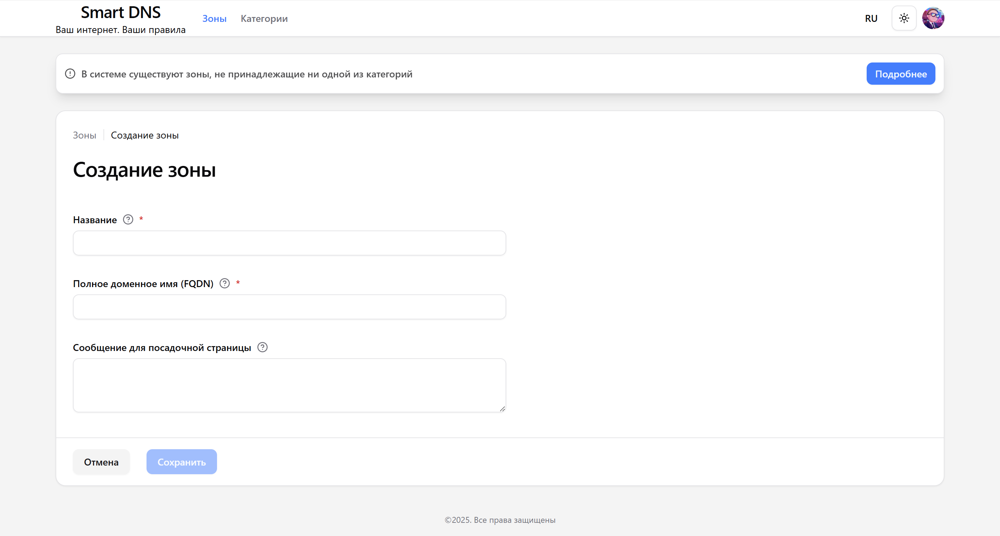 Smart DNS
Ваш интернет. Ваши правила
Зоны
Категории
RU
В системе существуют зоны, не принадлежащие ни одной из категорий
Подробнее
Зоны
Создание зоны
Создание зоны
Название *
Полное доменное имя (FQDN) *
Сообщение для посадочной страницы
Отмена
Сохранить
©2025. Все права защищены